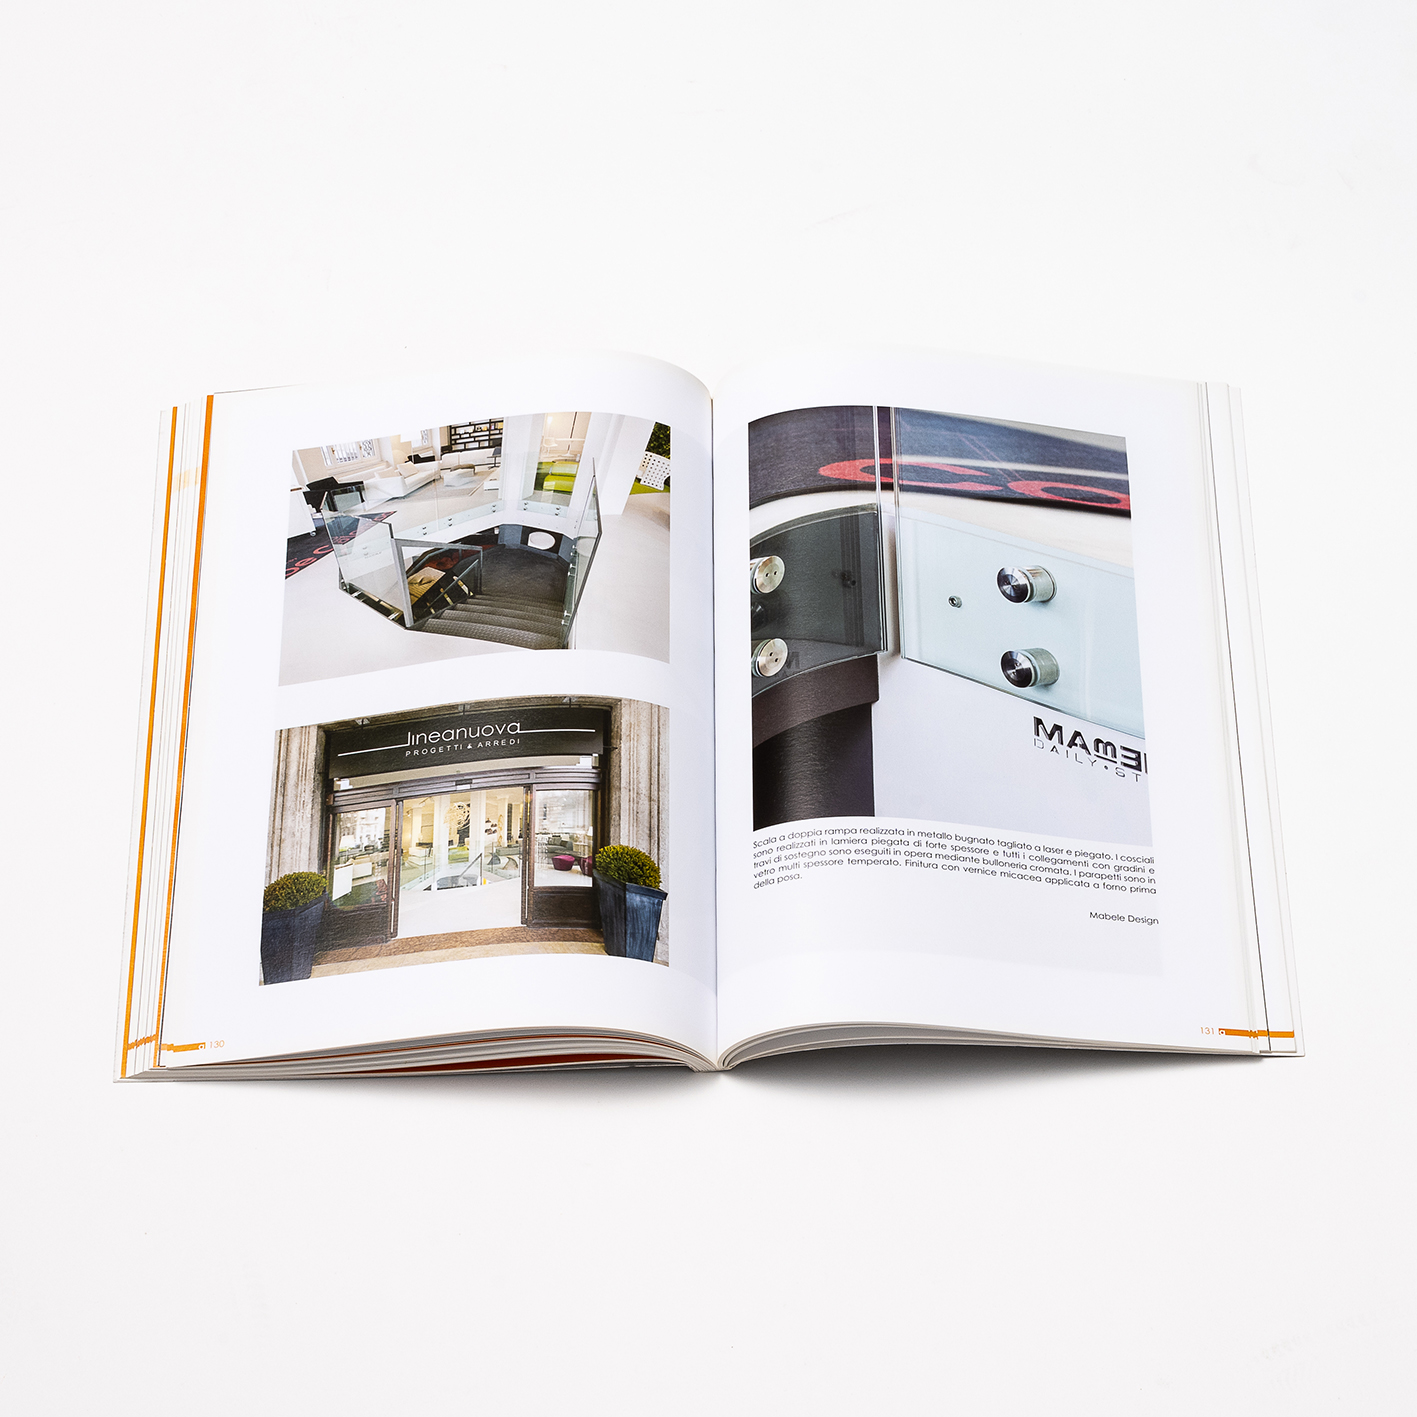 lineanuova
PROGETTI & ARREDI
130
Co
MABE
DAILY•ST
Scala a doppia rampa realizzata in metallo bugnato tagliato a laser e piegato. I cosciali
sono realizzati in lamiera piegata di forte spessore e tutti i collegamenti con gradini e
travi di sostegno sono eseguiti in opera mediante bulloneria cromata. I parapetti sono in
vetro multi spessore temperato. Finitura con vernice micacea applicata a forno prima
della posa.
Mabele Design
131